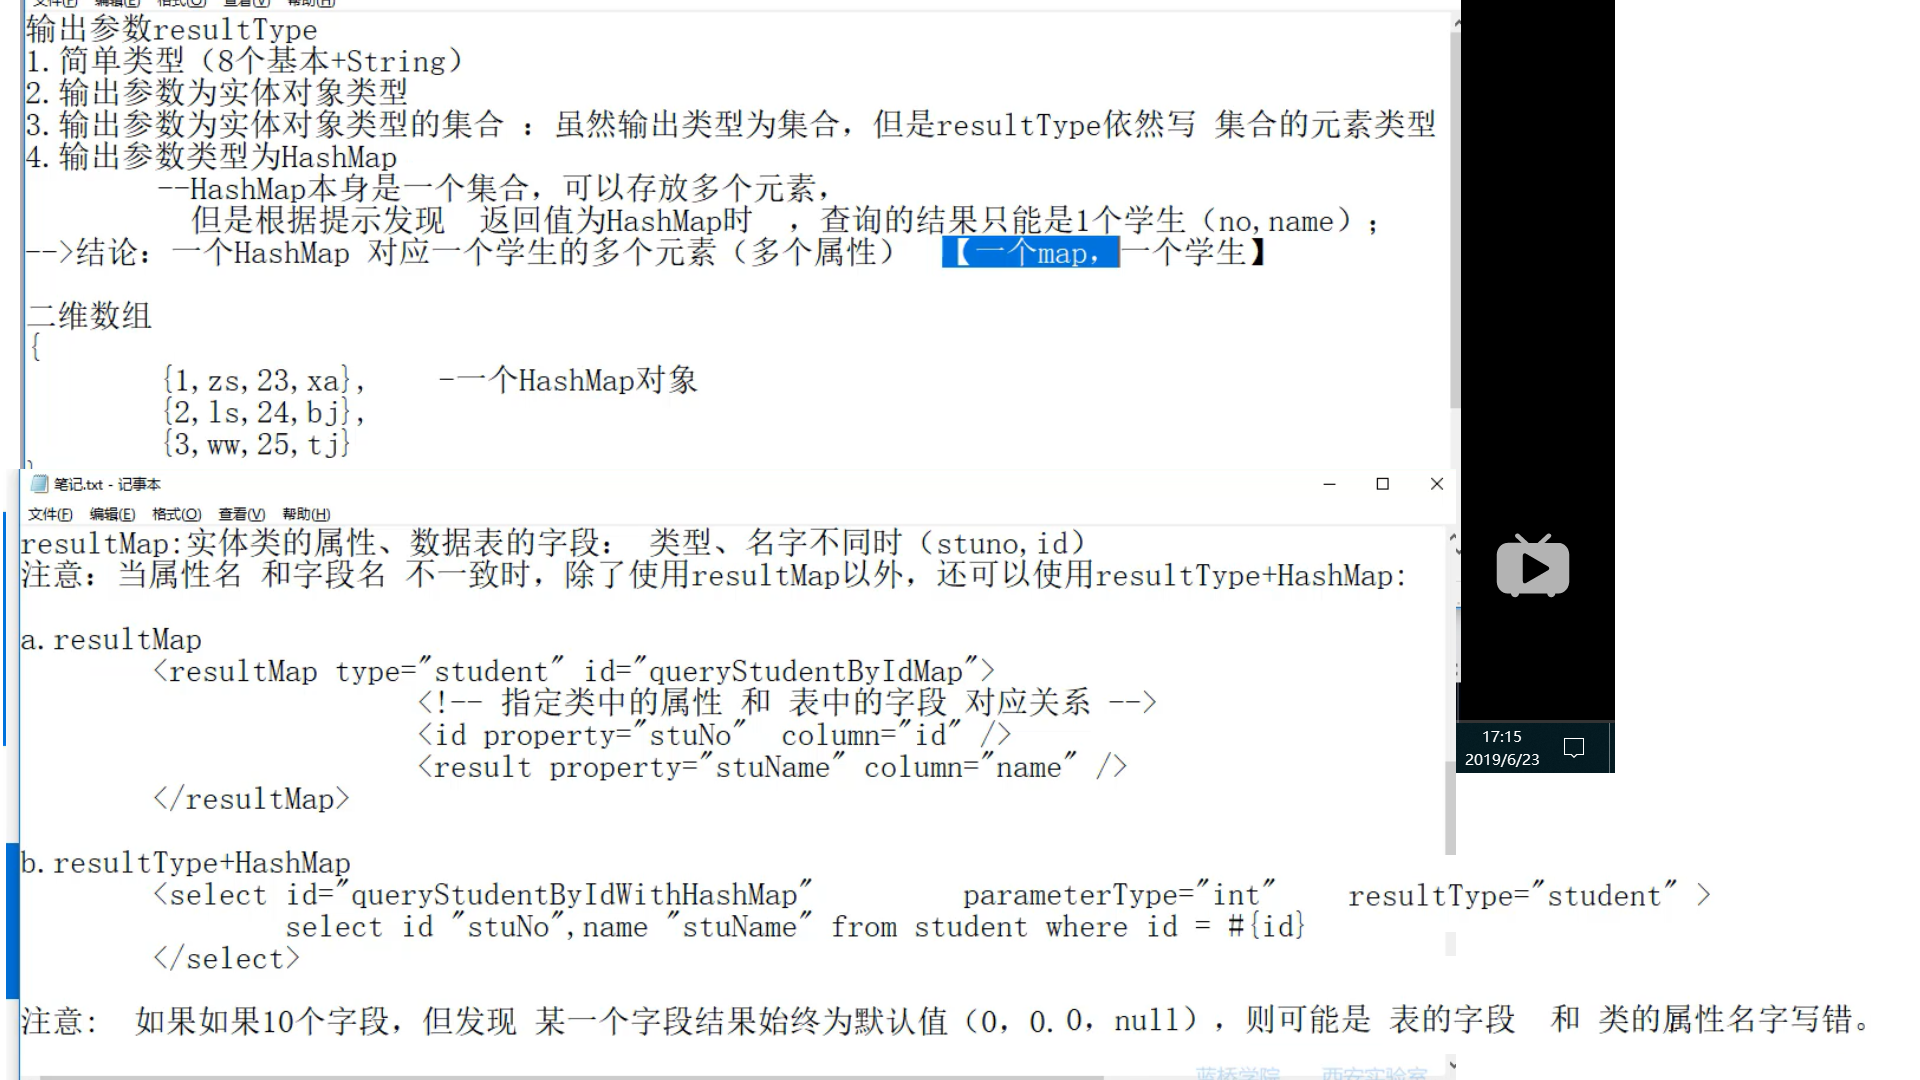 文件(F) 编辑(E) 格式(O) 查看(V) 帮助(H)
输出参数resultType
1.简单类型（8个基本+String）
2.输出参数为实体对象类型
3.输出参数为实体对象类型的集合 ：虽然输出类型为集合，但是resultType依然写 集合的元素类型
4.输出参数类型为HashMap
--HashMap本身是一个集合，可以存放多个元素，
但是根据提示发现 返回值为HashMap时 ，查询的结果只能是1个学生（no,name）；
-->结论：一个HashMap 对应一个学生的多个元素（多个属性） 【一个map，一个学生】
二维数组
{
{1,zs,23,xa}, -一个HashMap对象
{2,ls,24,bj},
{3,ww,25,tj}
}
笔记.txt - 记事本
文件(F) 编辑(E) 格式(O) 查看(V) 帮助(H)
resultMap:实体类的属性、数据表的字段： 类型、名字不同时（stuno,id）
注意：当属性名 和字段名 不一致时，除了使用resultMap以外，还可以使用resultType+HashMap:
a.resultMap
<resultMap type="student" id="queryStudentByIdMap">
<!-- 指定类中的属性 和 表中的字段 对应关系 -->
<id property="stuNo" column="id" />
<result property="stuName" column="name" />
</resultMap>
17:15
2019/6/23
b.resultType+HashMap
<select id="queryStudentByIdWithHashMap" parameterType="int" resultType="student" >
select id "stuNo",name "stuName" from student where id = #{id}
</select>
注意: 如果如果10个字段，但发现 某一个字段结果始终为默认值（0，0.0，null），则可能是 表的字段 和 类的属性名字写错。
蓝桥学院 西安实验室